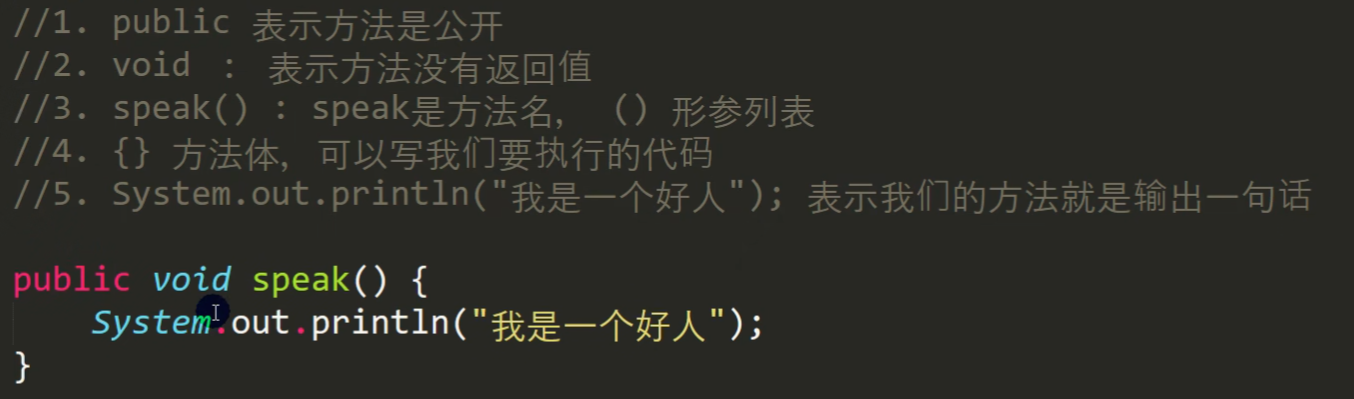 //1. public 表示方法是公开
//2. void ： 表示方法没有返回值
//3. speak() : speak是方法名， () 形参列表
//4. {} 方法体，可以写我们要执行的代码
//5. System.out.println("我是一个好人"); 表示我们的方法就是输出一句话
public void speak() {
System.out.println("我是一个好人");
}